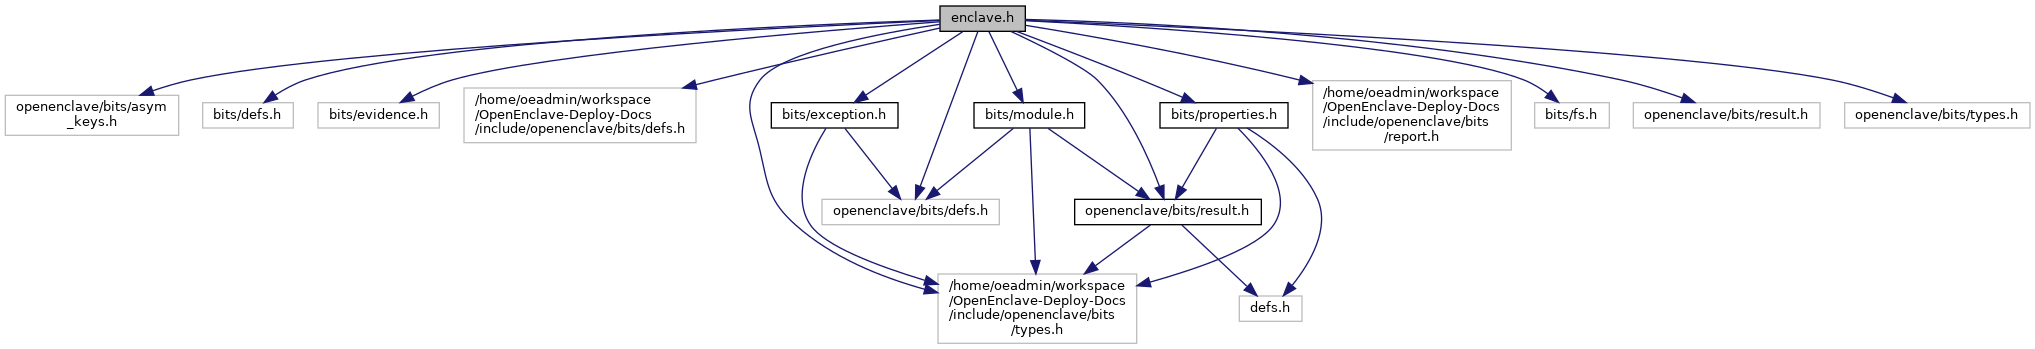 enclave.h
openenclave/bits/asym
_keys.h
bits/defs.h
bits/evidence.h
/home/oeadmin/workspace
/OpenEnclave-Deploy-Docs
/include/openenclave/bits/defs.h
bits/exception.h
bits/module.h
bits/properties.h
/home/oeadmin/workspace
/OpenEnclave-Deploy-Docs
/include/openenclave/bits
/report.h
bits/fs.h
openenclave/bits/result.h
openenclave/bits/types.h
openenclave/bits/defs.h
openenclave/bits/result.h
/home/oeadmin/workspace
/OpenEnclave-Deploy-Docs
/include/openenclave/bits
/types.h
defs.h